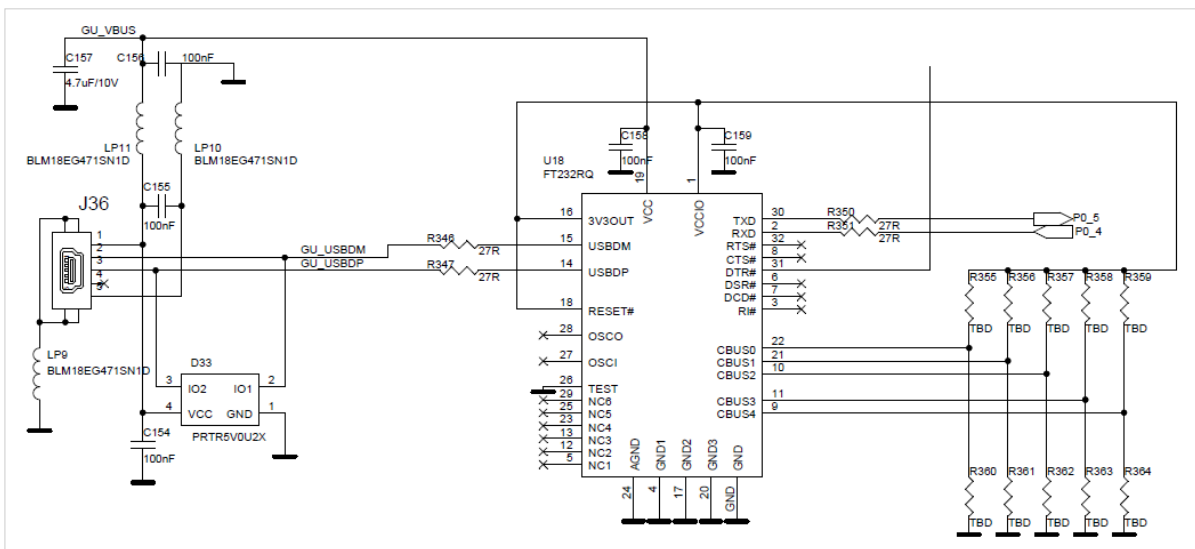 GU_VBUS
C157
4.7uF/10V
C156
100nF
LP11
BLM18EG471SN1D
LP10
BLM18EG471SN1D
C155
100nF
J36
1
2
3
4
5
GU_USBDM
GU_USBDP
R346
27R
R347
27R
LP9
BLM18EG471SN1D
D33
3
IO2
IO1
2
4
VCC
GND
1
PRTR5V0U2X
C154
100nF
U18
FT232RQ
C158
100nF
C159
100nF
19
VCC
1
VCCIO
16
3V3OUT
15
USBDM
14
USBDP
18
RESET#
28
OSCO
27
OSCI
26
TEST
29
NC6
25
NC5
23
NC4
13
NC3
12
NC2
5
NC1
TXD
30
RXD
2
RTS#
32
CTS#
8
DTR#
31
DSR#
6
DCD#
7
RI#
3
CBUS0
22
CBUS1
21
CBUS2
10
CBUS3
11
CBUS4
9
AGND
GND1
GND2
GND3
GND
24
4
17
20
GND
R350
27R
P0_5
R351
27R
P0_4
R355
R356
R357
R358
R359
TBD
TBD
TBD
TBD
TBD
R360
R361
R362
R363
R364
TBD
TBD
TBD
TBD
TBD